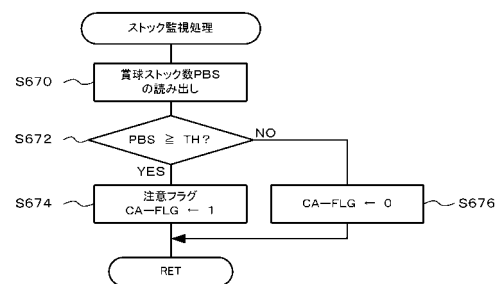 ストック監視処理
S670
賞球ストック数PBS
の読み出し
S672
PBS ≧ TH?
NO
YES
S674
注意フラグ
CA-FLG ← 1
CA-FLG ← 0
S676
RET